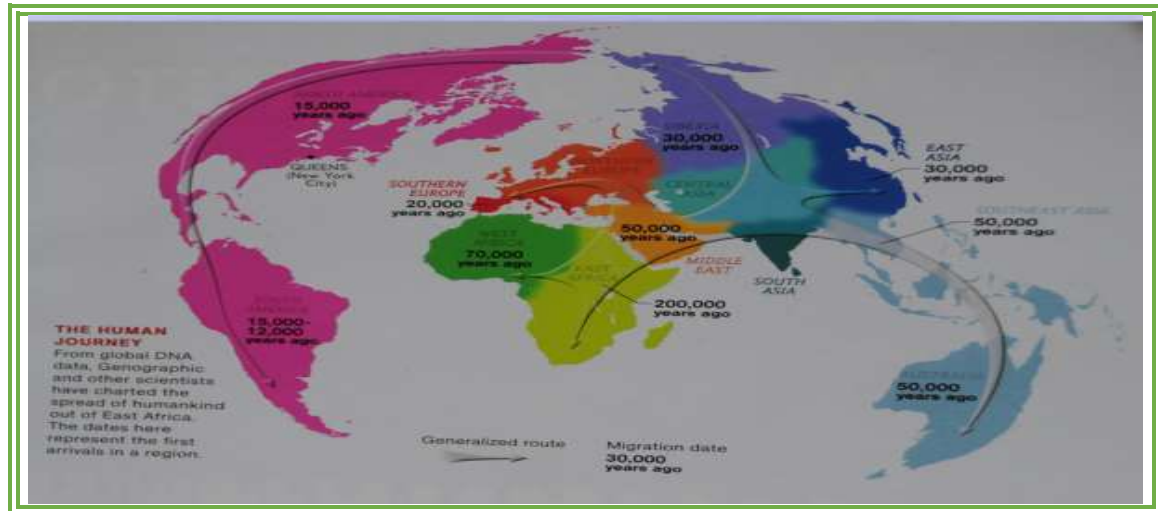 NORTH AMERICA
15,000
years ago
QUEENS
(New York
City)
SOUTHERN
EUROPE
20,000
years ago
SIBERIA
30,000
years ago
CENTRAL
ASIA
EAST
ASIA
30,000
years ago
SOUTHEAST ASIA
50,000
years ago
WEST
AFRICA
70,000
years ago
50,000
years ago
MIDDLE
EAST
EAST
AFRICA
SOUTH
ASIA
200,000
years ago
SOUTH
AMERICA
15,000-
12,000
years ago
AUSTRALIA
50,000
years ago
THE HUMAN
JOURNEY
From global DNA
data, Genographic
and other scientists
have charted the
spread of humankind
out of East Africa.
The dates here
represent the first
arrivals in a region.
Generalized route
Migration date
30,000
years ago